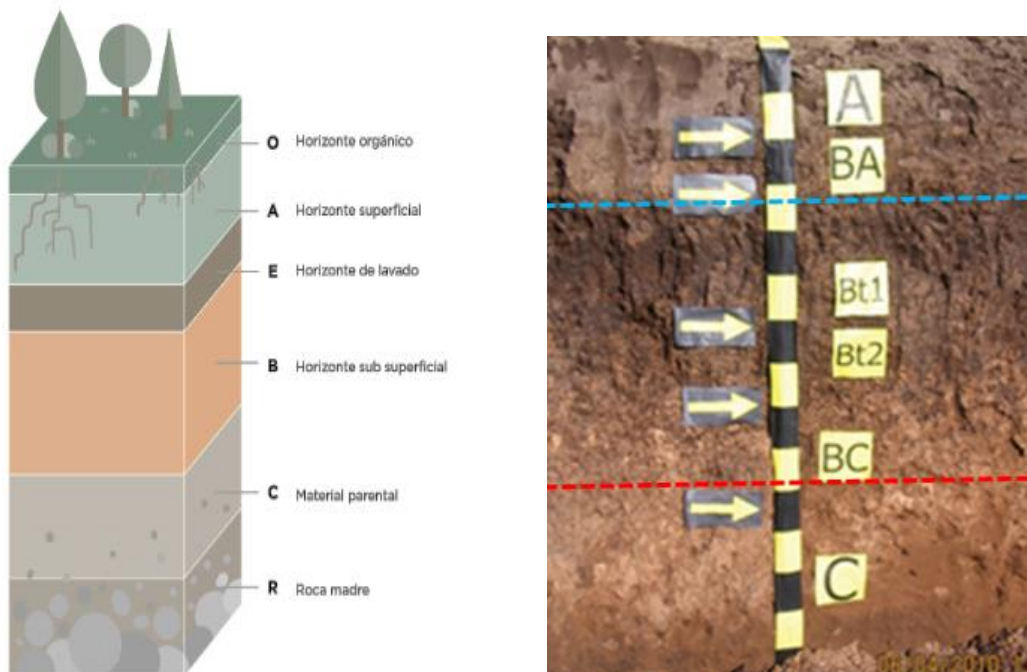 O Horizonte orgánico
A Horizonte superficial
E Horizonte de lavado
B Horizonte sub superficial
C Material parental
R Roca madre
A
BA
Bt1
Bt2
BC
C